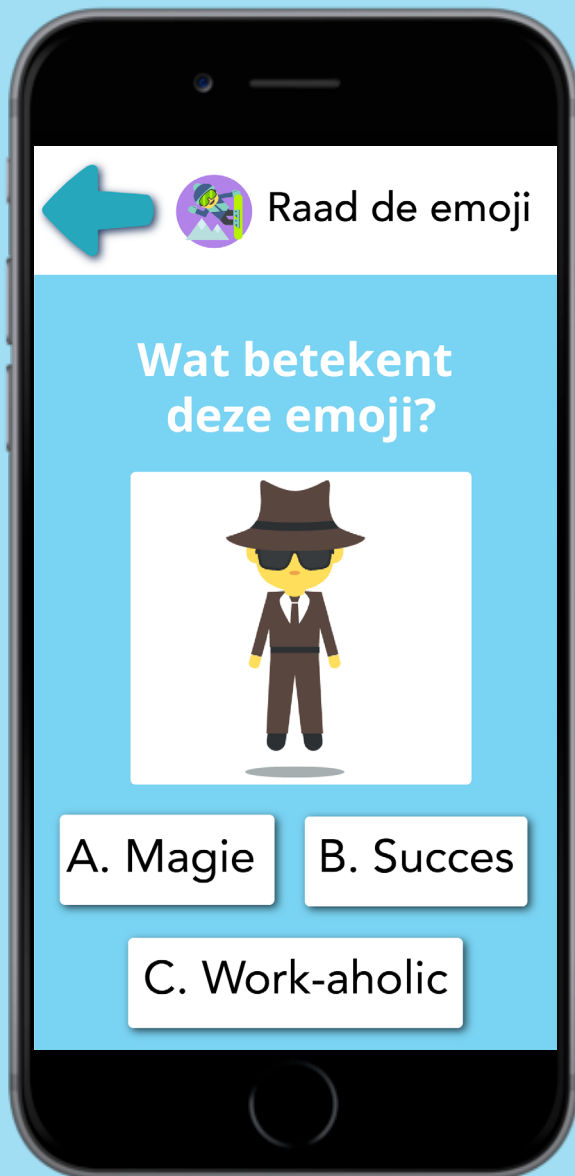 Raad de emoji
Wat betekent
deze emoji?
A. Magie
B. Succes
C. Work-aholic